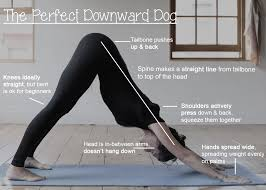 The Perfect Downward Dog
Tailbone pushes
up & back
Spine makes a straight line from tailbone
to top of the head
Knees ideally
straight, but bent
is ok for beginners
Shoulders actively
press down & back,
squeeze them together
Head is in-between arms,
doesn't hang down
Hands spread wide,
spreading weight evenly
on palms